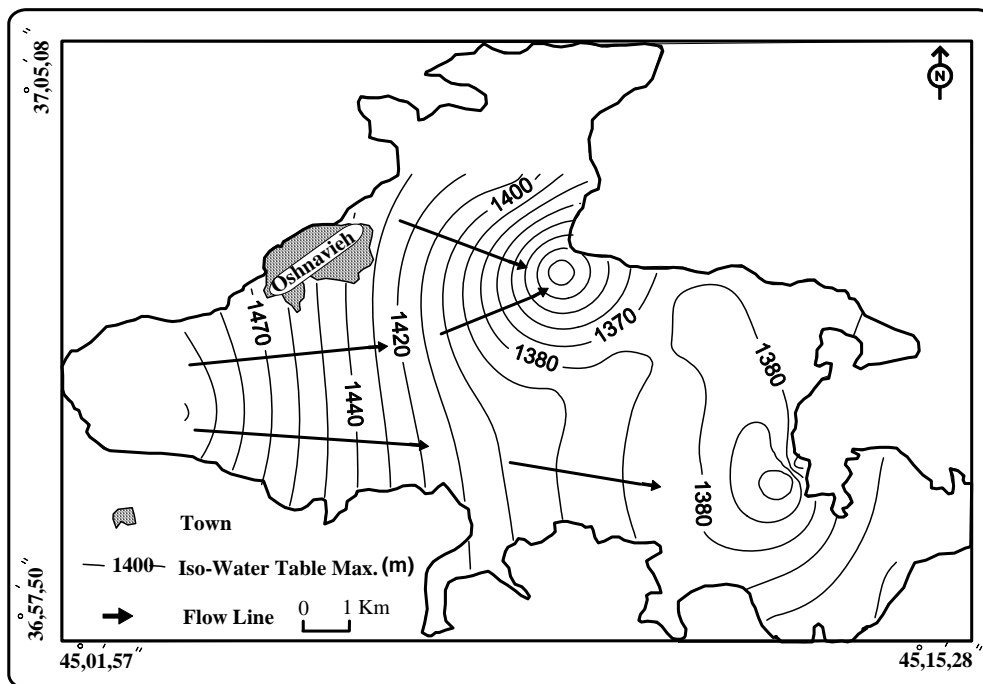 37°,05,′08″
N
1400
Oshnavieh
1470
1420
1370
1380
1380
1440
1380
Town
1400 Iso-Water Table Max. (m)
Flow Line 0 1 Km
36°,57,′50″
45°,01,′57″
45°,15,′28″